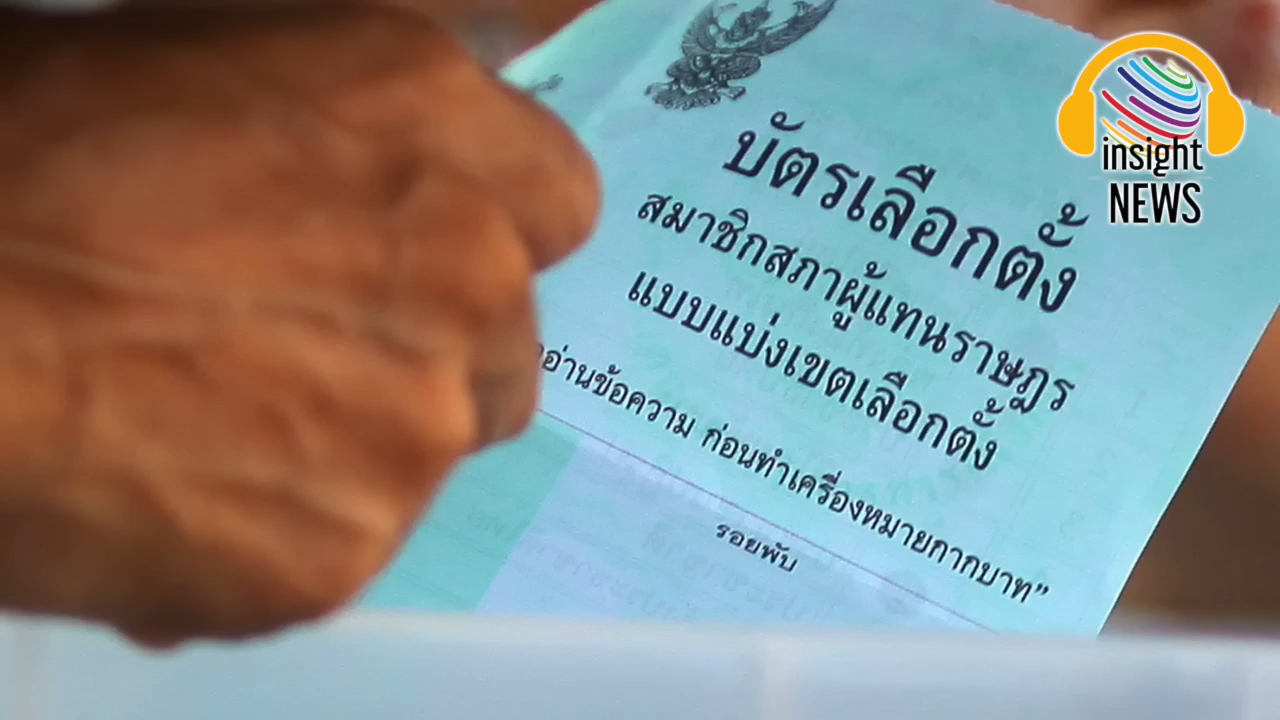 insight
NEWS
บัตรเลือกตั้ง
สมาชิกสภาผู้แทนราษฎร
แบบแบ่งเขตเลือกตั้ง
อ่านข้อความ ก่อนทำเครื่องหมายกากบาท”
รอยพับ